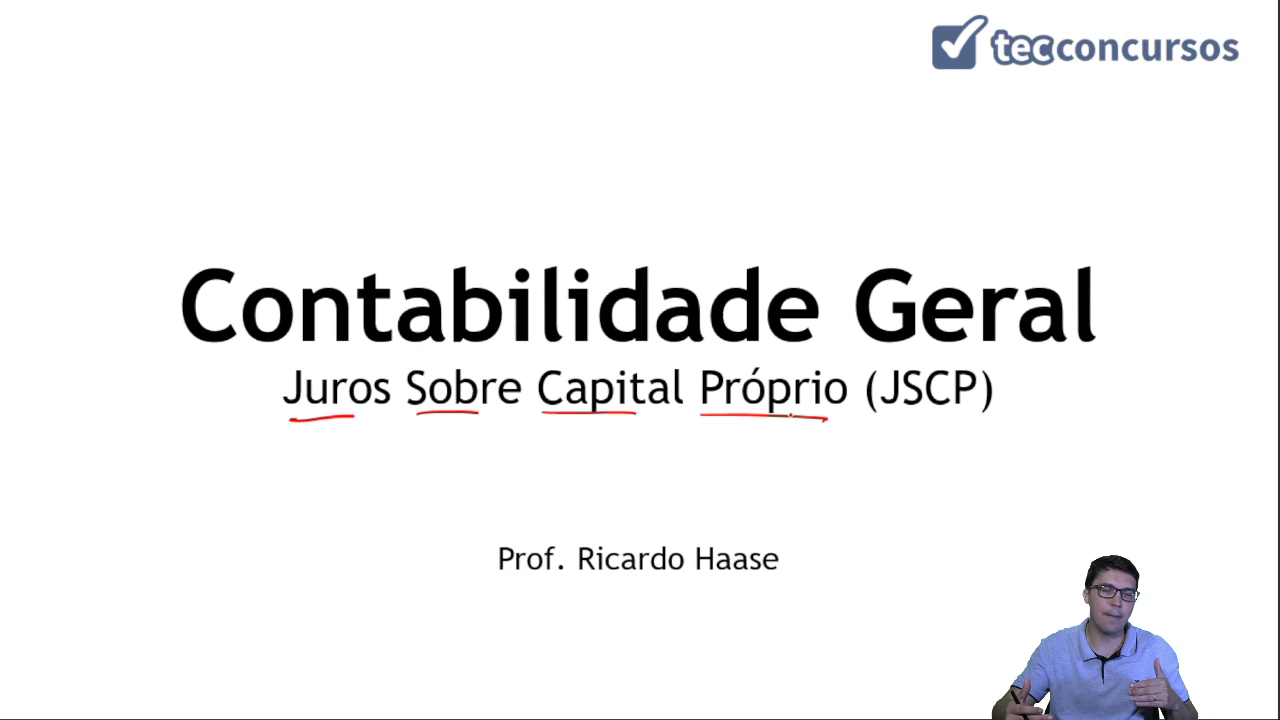 tecconcursos
Contabilidade Geral
Juros Sobre Capital Próprio (JSCP)
Prof. Ricardo Haase